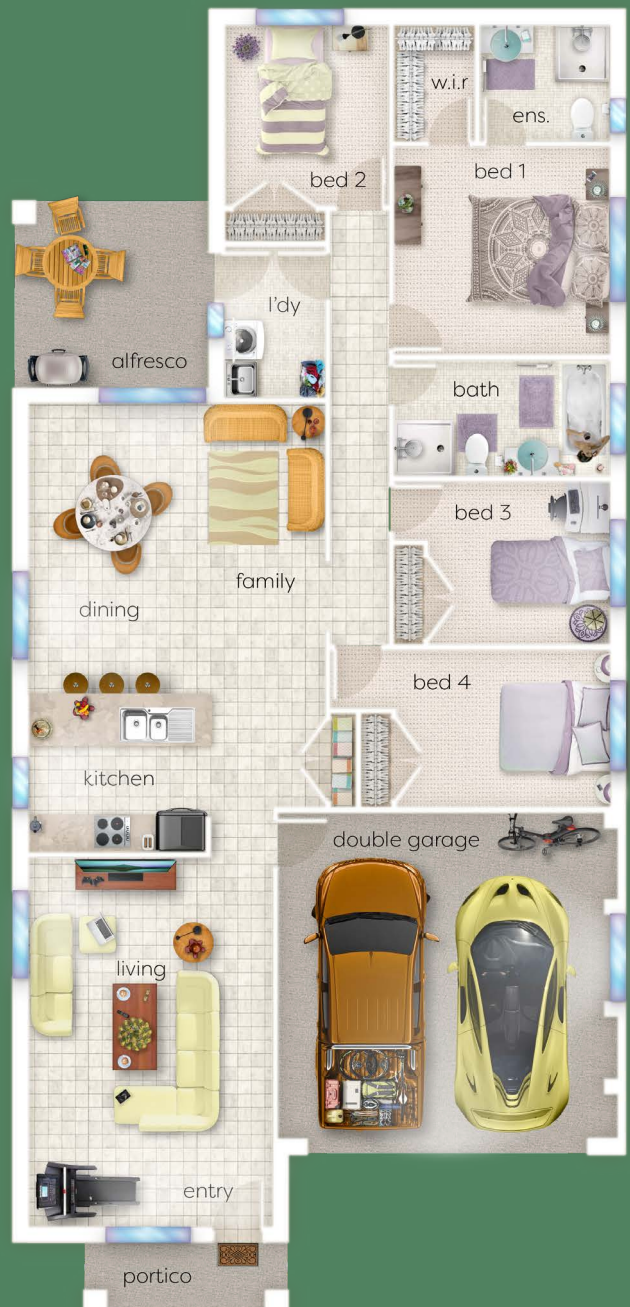 w.i.r
ens.
bed 2
bed 1
l'dy
alfresco
bath
bed 3
family
dining
bed 4
kitchen
double garage
living
entry
portico